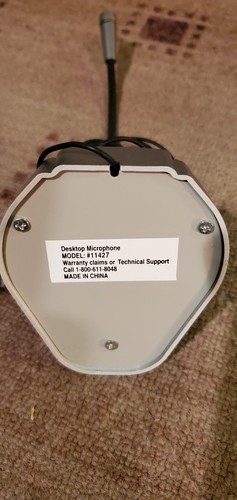 Desktop Microphone
MODEL: #11427
Warranty claims or Technical Support
Call 1-800-611-8048
MADE IN CHINA